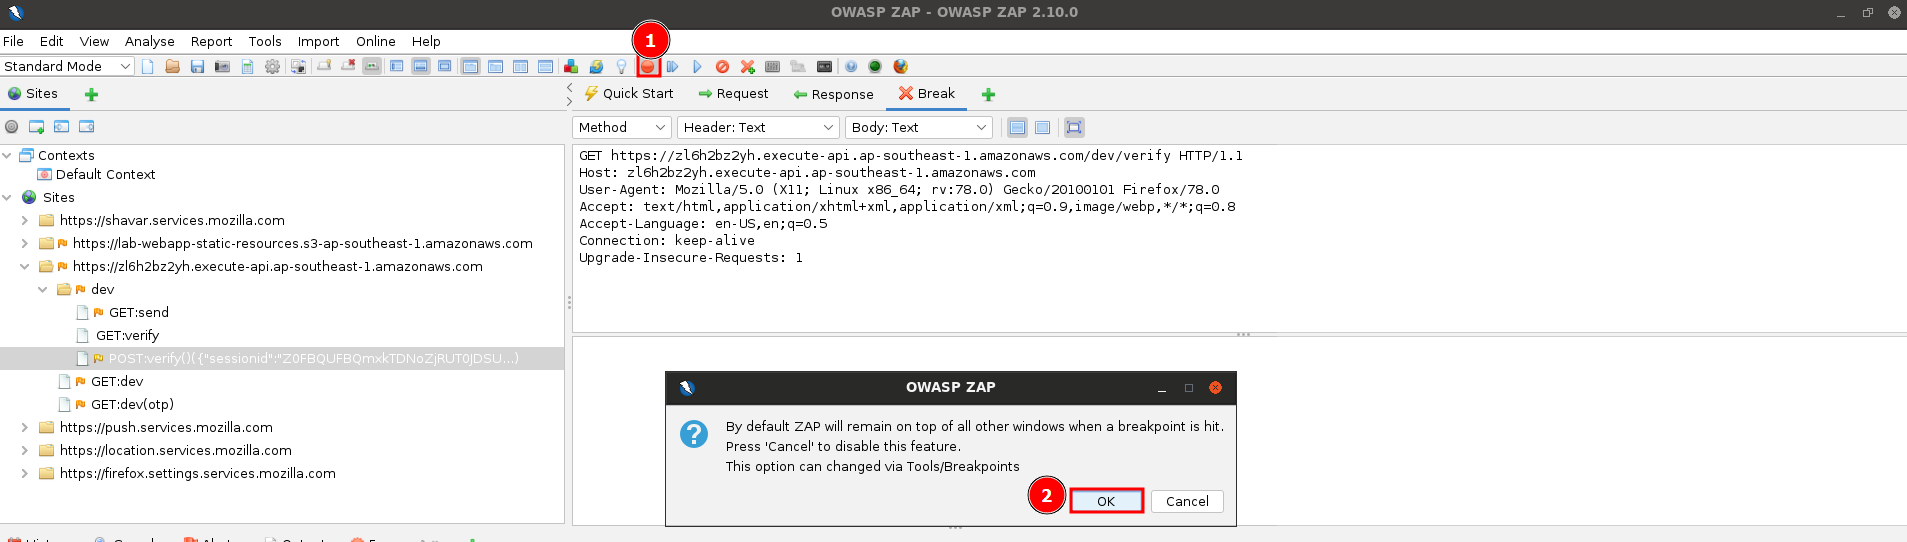 OWASP ZAP - OWASP ZAP 2.10.0
File Edit View Analyse Report Tools Import Online Help
1
Standard Mode
Sites
Quick Start Request Response Break
Method Header: Text Body: Text
Contexts
Default Context
Sites
https://shavar.services.mozilla.com
https://lab-webapp-static-resources.s3-ap-southeast-1.amazonaws.com
https://zl6h2bz2yh.execute-api.ap-southeast-1.amazonaws.com
dev
GET:send
GET:verify
POST:verify()({"sessionid":"Z0FBQUFBQmxkTDNoZjRUT0JDSU...)
GET:dev
GET:dev(otp)
https://push.services.mozilla.com
https://location.services.mozilla.com
https://firefox.settings.services.mozilla.com
GET https://zl6h2bz2yh.execute-api.ap-southeast-1.amazonaws.com/dev/verify HTTP/1.1
Host: zl6h2bz2yh.execute-api.ap-southeast-1.amazonaws.com
User-Agent: Mozilla/5.0 (X11; Linux x86_64; rv:78.0) Gecko/20100101 Firefox/78.0
Accept: text/html,application/xhtml+xml,application/xml;q=0.9,image/webp,*/*;q=0.8
Accept-Language: en-US,en;q=0.5
Connection: keep-alive
Upgrade-Insecure-Requests: 1
OWASP ZAP
By default ZAP will remain on top of all other windows when a breakpoint is hit.
Press 'Cancel' to disable this feature.
This option can changed via Tools/Breakpoints
2
OK Cancel